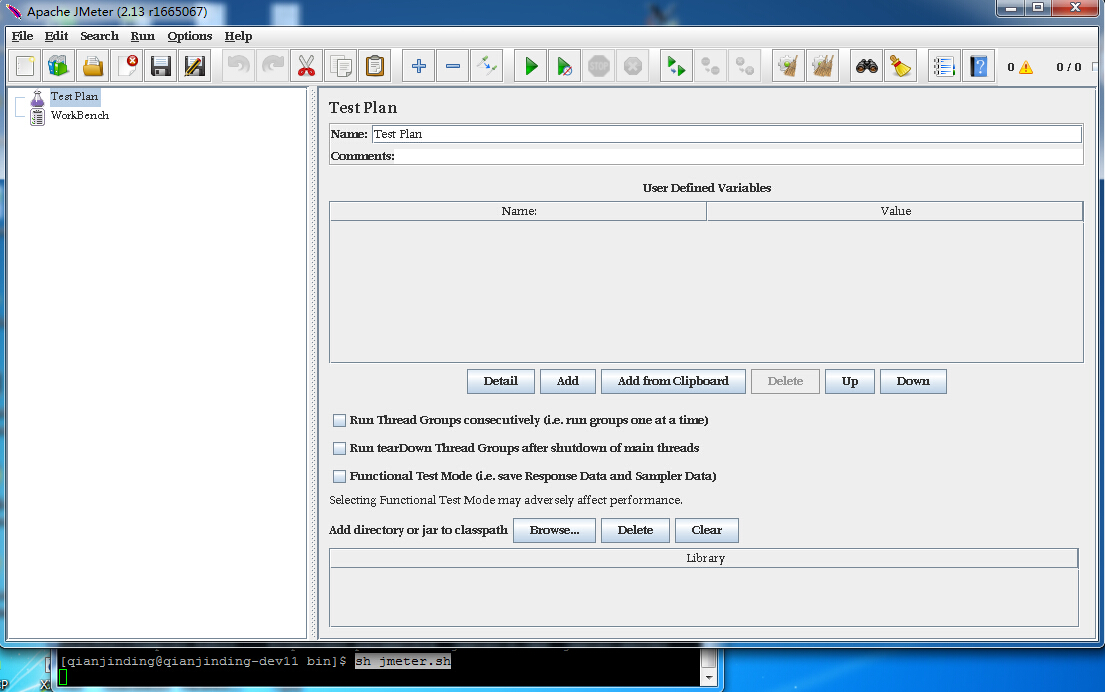 Apache JMeter (2.13 r1665067)
File Edit Search Run Options Help
STOP 0 0 / 0
Test Plan
WorkBench
Test Plan
Name: Test Plan
Comments:
User Defined Variables
Name: Value
Detail Add Add from Clipboard Delete Up Down
Run Thread Groups consecutively (i.e. run groups one at a time)
Run tearDown Thread Groups after shutdown of main threads
Functional Test Mode (i.e. save Response Data and Sampler Data)
Selecting Functional Test Mode may adversely affect performance.
Add directory or jar to classpath Browse... Delete Clear
Library
[qianjinding@qianjinding-dev11 bin]$ sh jmeter.sh